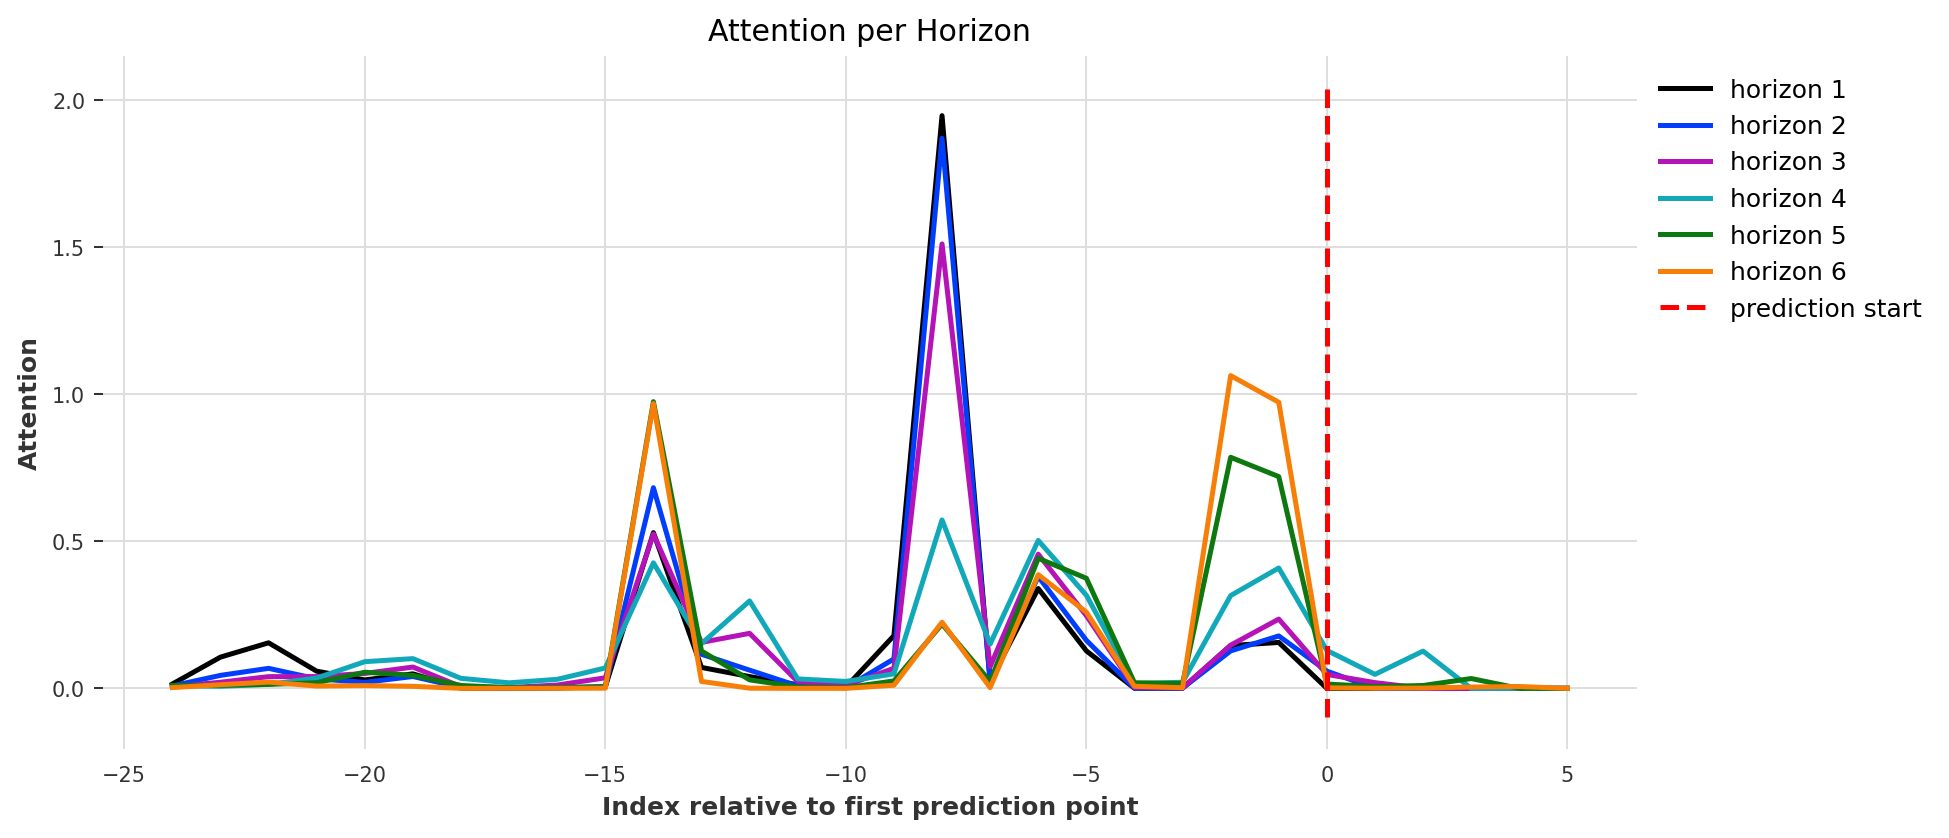 Attention per Horizon
2.0
1.5
1.0
0.5
0.0
Attention
−25
−20
−15
−10
−5
0
5
Index relative to first prediction point
horizon 1
horizon 2
horizon 3
horizon 4
horizon 5
horizon 6
prediction start